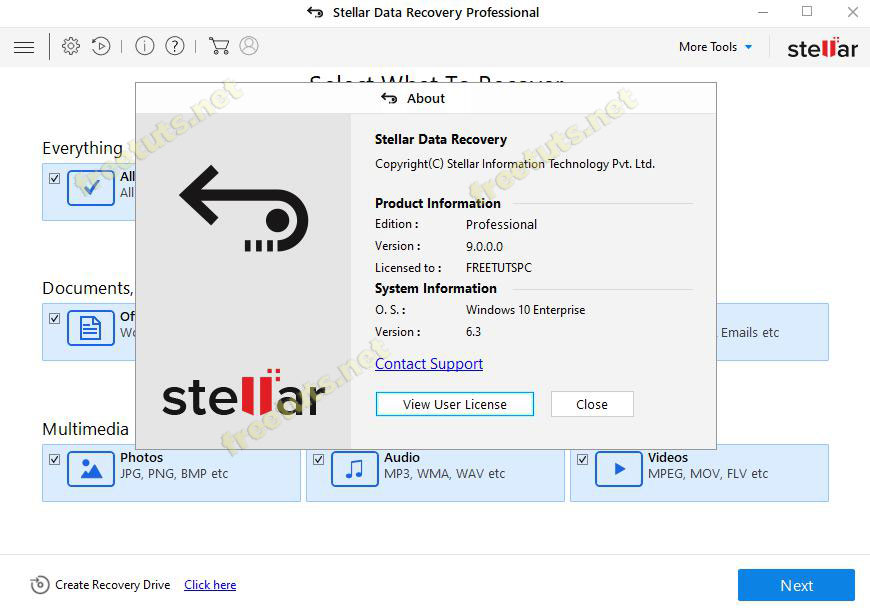 Stellar Data Recovery Professional
More Tools
stellar
Select What To Recover
About
Everything
All
All
Documents,
Of
Wo
Emails etc
Multimedia
Photos
JPG, PNG, BMP etc
Audio
MP3, WMA, WAV etc
Videos
MPEG, MOV, FLV etc
Stellar Data Recovery
Copyright(C) Stellar Information Technology Pvt. Ltd.
Product Information
Edition : Professional
Version : 9.0.0.0
Licensed to : FREETUTSPC
System Information
O. S. : Windows 10 Enterprise
Version : 6.3
Contact Support
View User License Close
stellar
freetuts.net
freetuts.net
freetuts.net
Create Recovery Drive Click here
Next